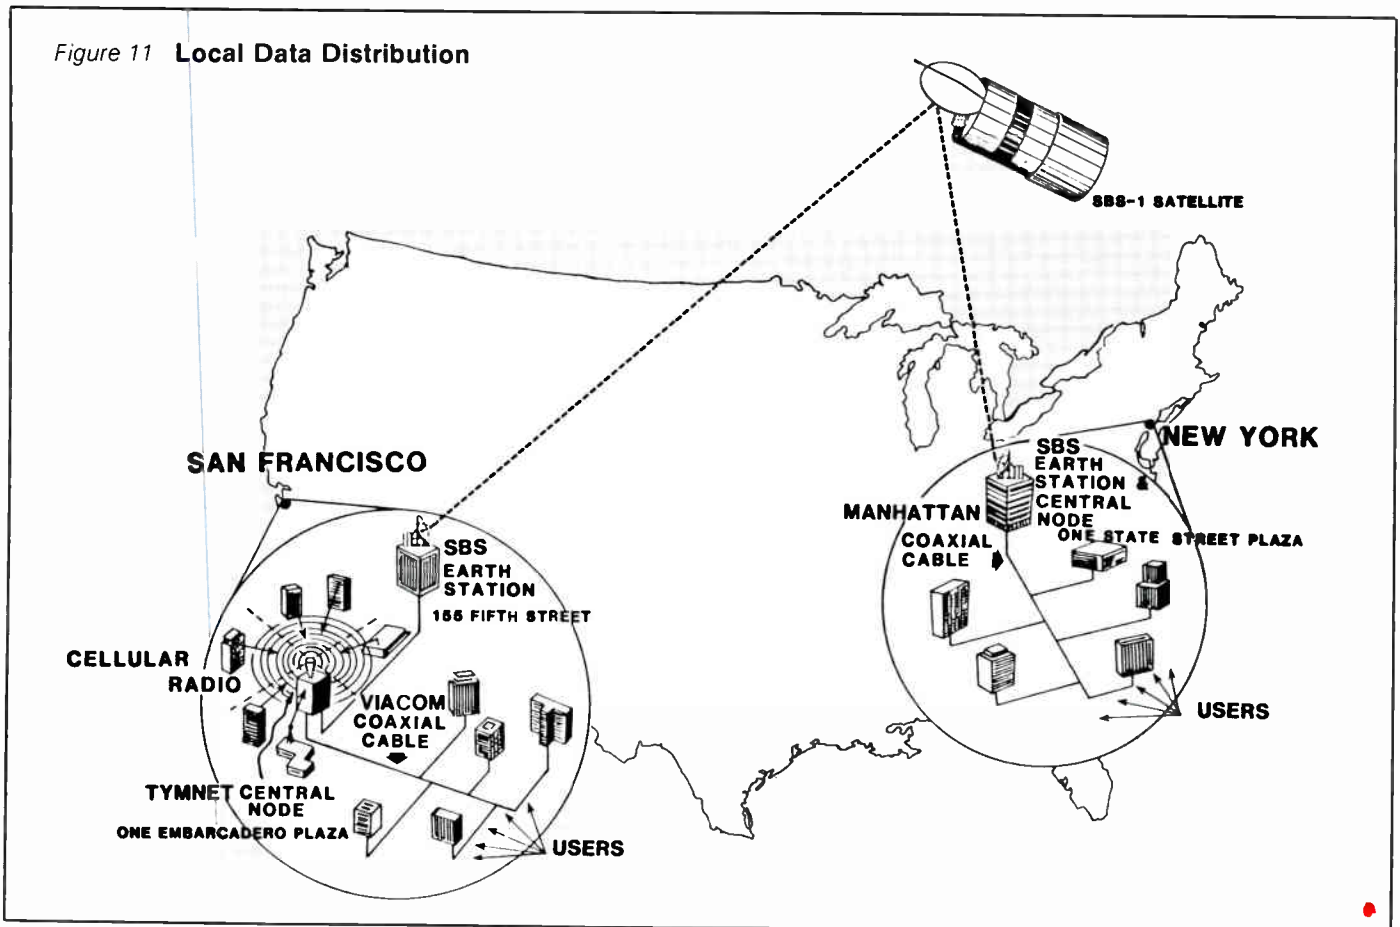 Figure 11 Local Data Distribution
SBS-1 SATELLITE
SAN FRANCISCO
NEW YORK
SBS
EARTH
STATION
155 FIFTH STREET
CELLULAR
RADIO
VIACOM
COAXIAL
CABLE
TYMNET CENTRAL
NODE
ONE EMBARCADERO PLAZA
USERS
SBS
EARTH
STATION &
CENTRAL
NODE
ONE STATE STREET PLAZA
MANHATTAN
COAXIAL
CABLE
USERS